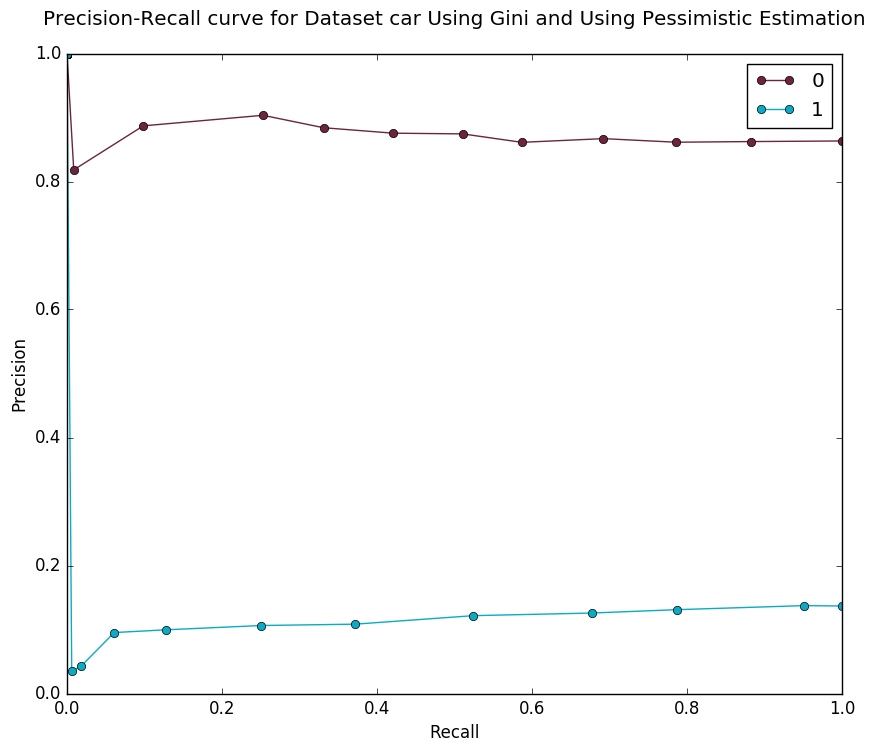 Precision-Recall curve for Dataset car Using Gini and Using Pessimistic Estimation
1.0
0.8
0.6
0.4
0.2
0.0
Precision
0
1
0.0 0.2 0.4 0.6 0.8 1.0
Recall